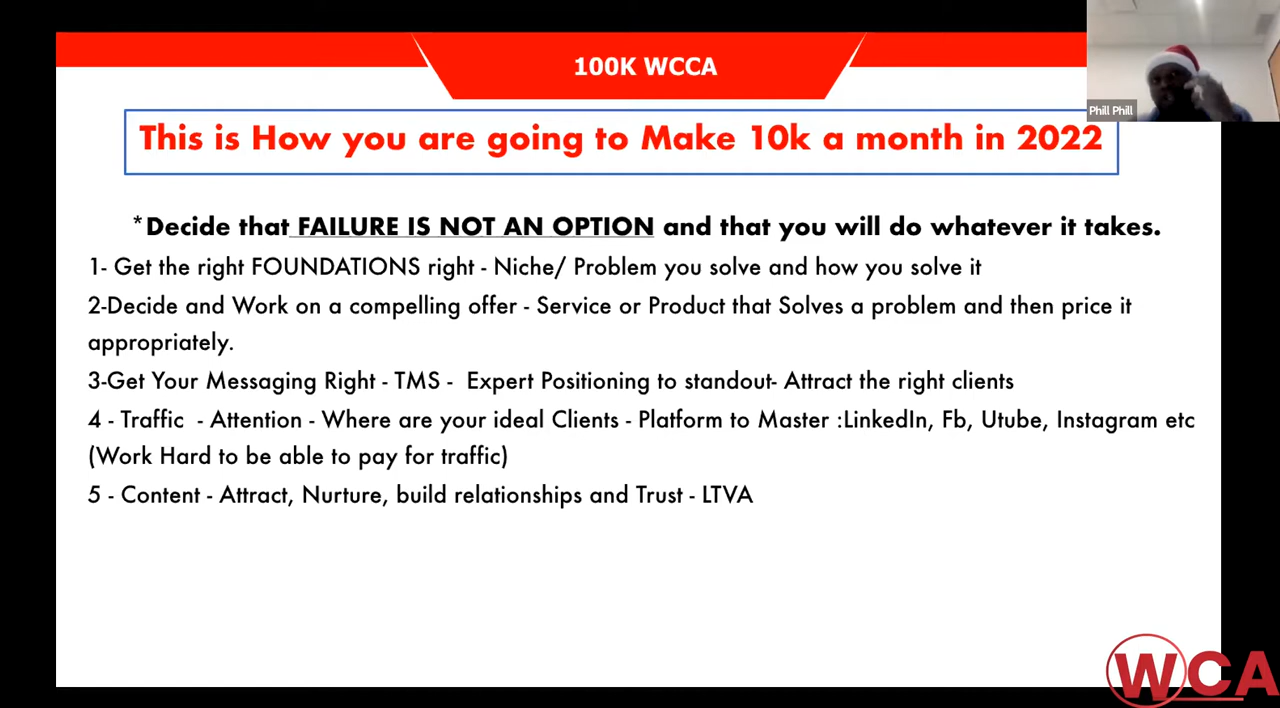 100K WCCA
Phill Phill
This is How you are going to Make 10k a month in 2022
*Decide that FAILURE IS NOT AN OPTION and that you will do whatever it takes.
1- Get the right FOUNDATIONS right - Niche/ Problem you solve and how you solve it
2-Decide and Work on a compelling offer - Service or Product that Solves a problem and then price it
appropriately.
3-Get Your Messaging Right - TMS -  Expert Positioning to standout- Attract the right clients
4 - Traffic  - Attention - Where are your ideal Clients - Platform to Master :LinkedIn, Fb, Utube, Instagram etc
(Work Hard to be able to pay for traffic)
5 - Content - Attract, Nurture, build relationships and Trust - LTVA
WCA